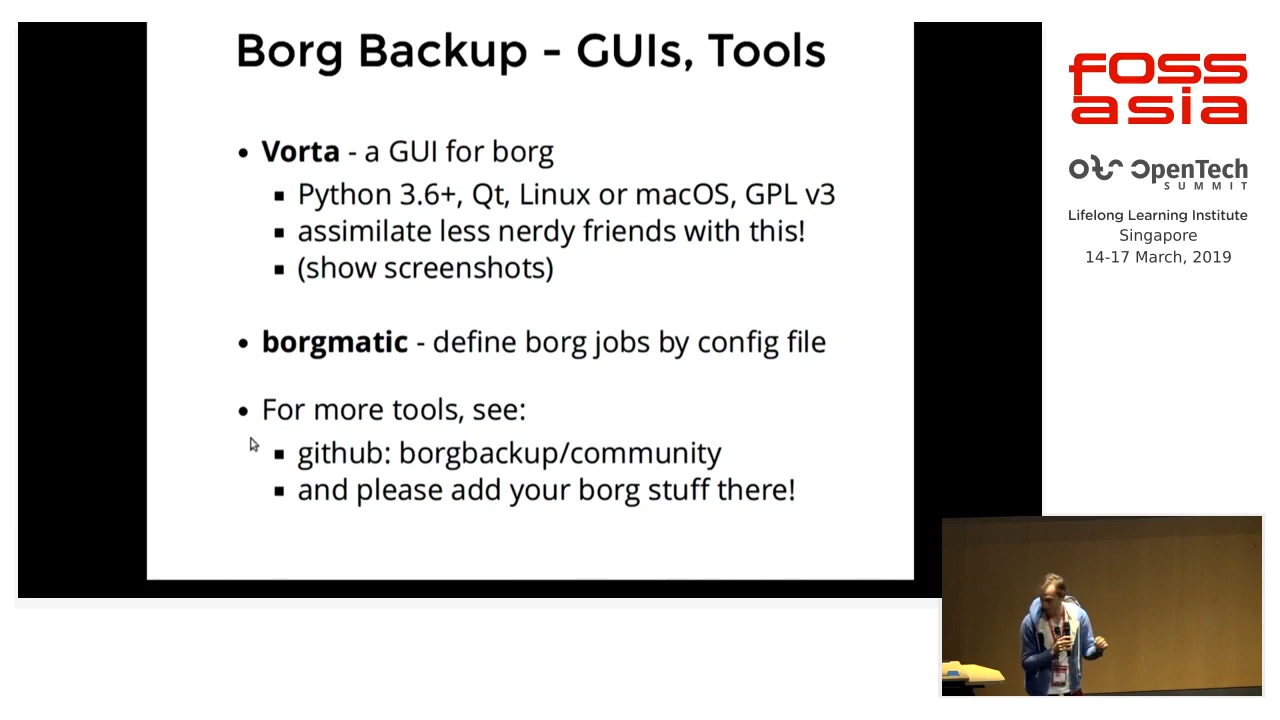 Borg Backup - GUIs, Tools
• Vorta - a GUI for borg
▪ Python 3.6+, Qt, Linux or macOS, GPL v3
▪ assimilate less nerdy friends with this!
▪ (show screenshots)
• borgmatic - define borg jobs by config file
• For more tools, see:
▪ github: borgbackup/community
▪ and please add your borg stuff there!
FOSS
asia
OpenTech
SUMMIT
Lifelong Learning Institute
Singapore
14-17 March, 2019